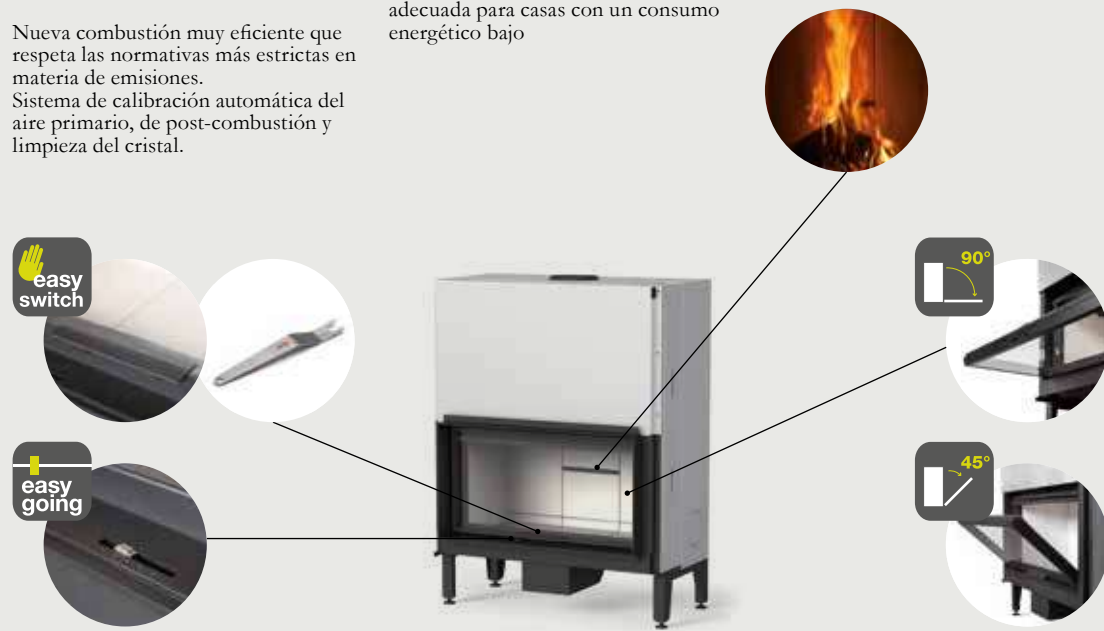 Nueva combustión muy eficiente que
respeta las normativas más estrictas en
materia de emisiones.
Sistema de calibración automática del
aire primario, de post-combustión y
limpieza del cristal.
adecuada para casas con un consumo
energético bajo
easy
switch
easy
going
90°
45°